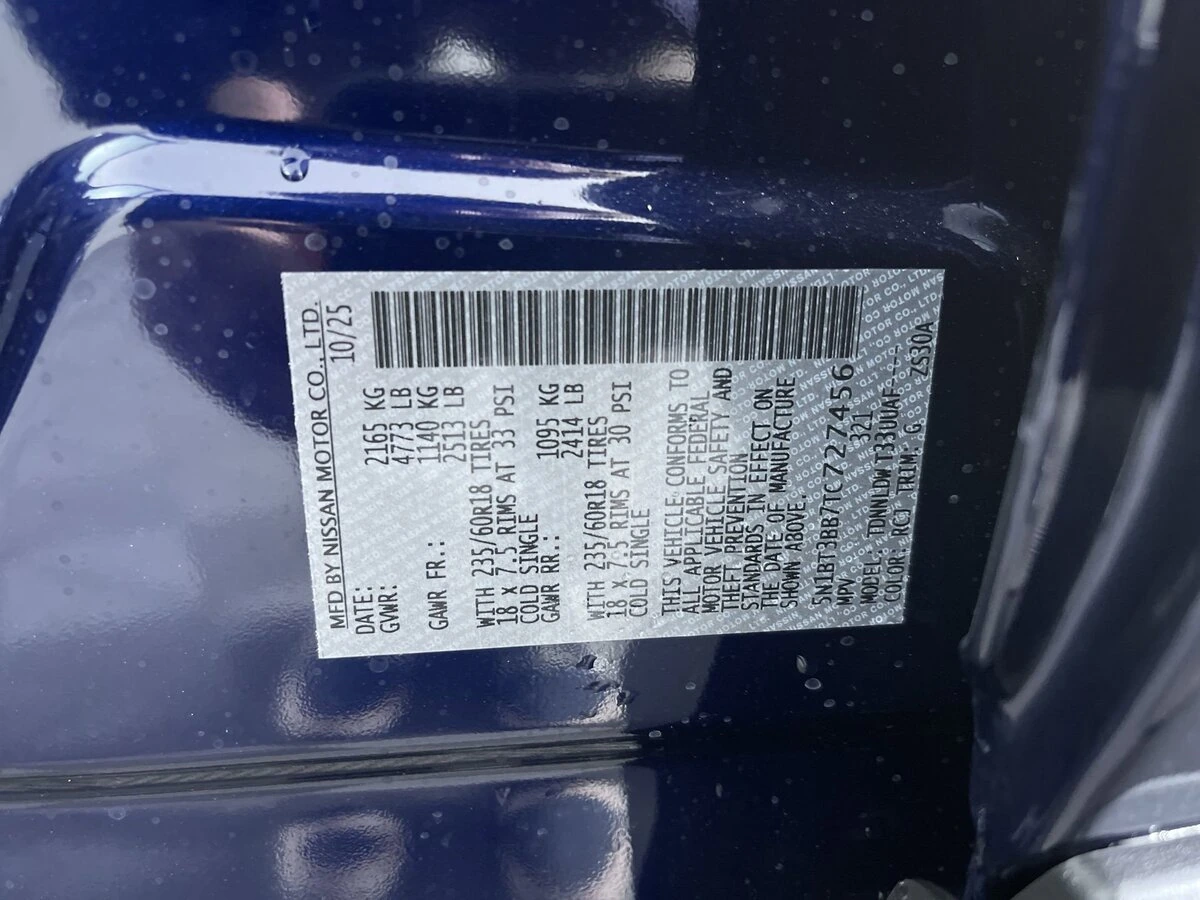 MFD BY NISSAN MOTOR CO., LTD.
DATE: 10/25
GVWR: 2165 KG
4773 LB
GAWR FR.: 1140 KG
2513 LB
WITH 235/60R18 TIRES
18 X 7.5 RIMS AT 33 PSI
COLD SINGLE
GAWR RR.: 1095 KG
2414 LB
WITH 235/60R18 TIRES
18 X 7.5 RIMS AT 30 PSI
COLD SINGLE
THIS VEHICLE CONFORMS TO
ALL APPLICABLE FEDERAL
MOTOR VEHICLE SAFETY AND
THEFT PREVENTION
STANDARDS IN EFFECT ON
THE DATE OF MANUFACTURE
SHOWN ABOVE.
5N1BT3BB7TC727456
MPV 321
MODEL:
COLOR: RCJ TRIM: G ZS30A